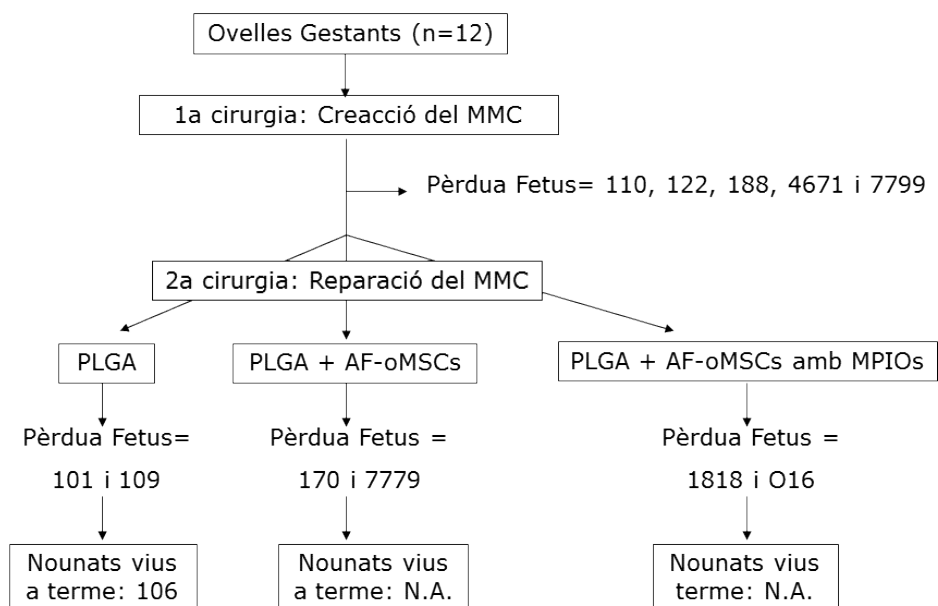 Ovelles Gestants (n=12)
1a cirurgia: Creacció del MMC
Pèrdua Fetus= 110, 122, 188, 4671 i 7799
2a cirurgia: Reparació del MMC
PLGA
PLGA + AF-oMSCs
PLGA + AF-oMSCs amb MPIOs
Pèrdua Fetus=
101 i 109
Pèrdua Fetus =
170 i 7779
Pèrdua Fetus =
1818 i O16
Nounats vius
a terme: 106
Nounats vius
a terme: N.A.
Nounats vius
terme: N.A.